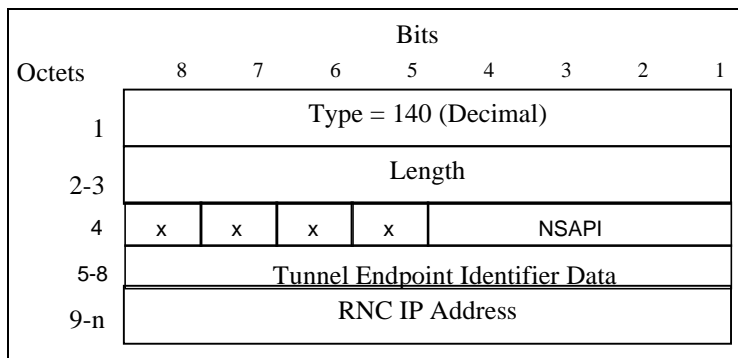 Bits
Octets 8 7 6 5 4 3 2 1
1 Type = 140 (Decimal)
2-3 Length
4 x x x x NSAPI
5-8 Tunnel Endpoint Identifier Data
9-n RNC IP Address